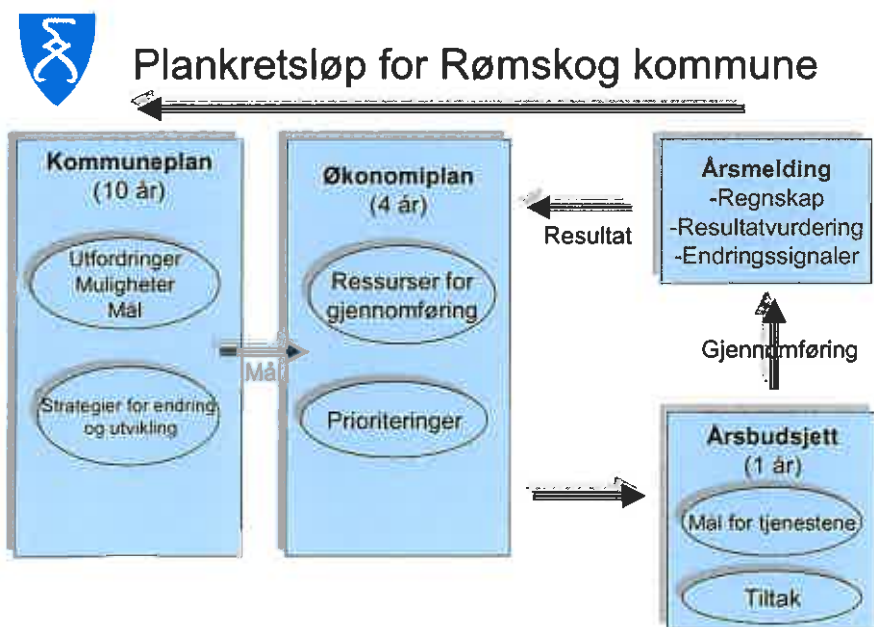 Plankretsløp for Rømskog kommune
Kommuneplan
(10 år)
Utfordringer
Muligheter
Mål
Strategier for endring
og utvikling
Mål
Økonomiplan
(4 år)
Ressurser for
gjennomføring
Prioriteringer
Resultat
Årsmelding
-Regnskap
-Resultatvurdering
-Endringssignaler
Gjennomføring
Årsbudsjett
(1 år)
Mål for tjenestene
Tiltak